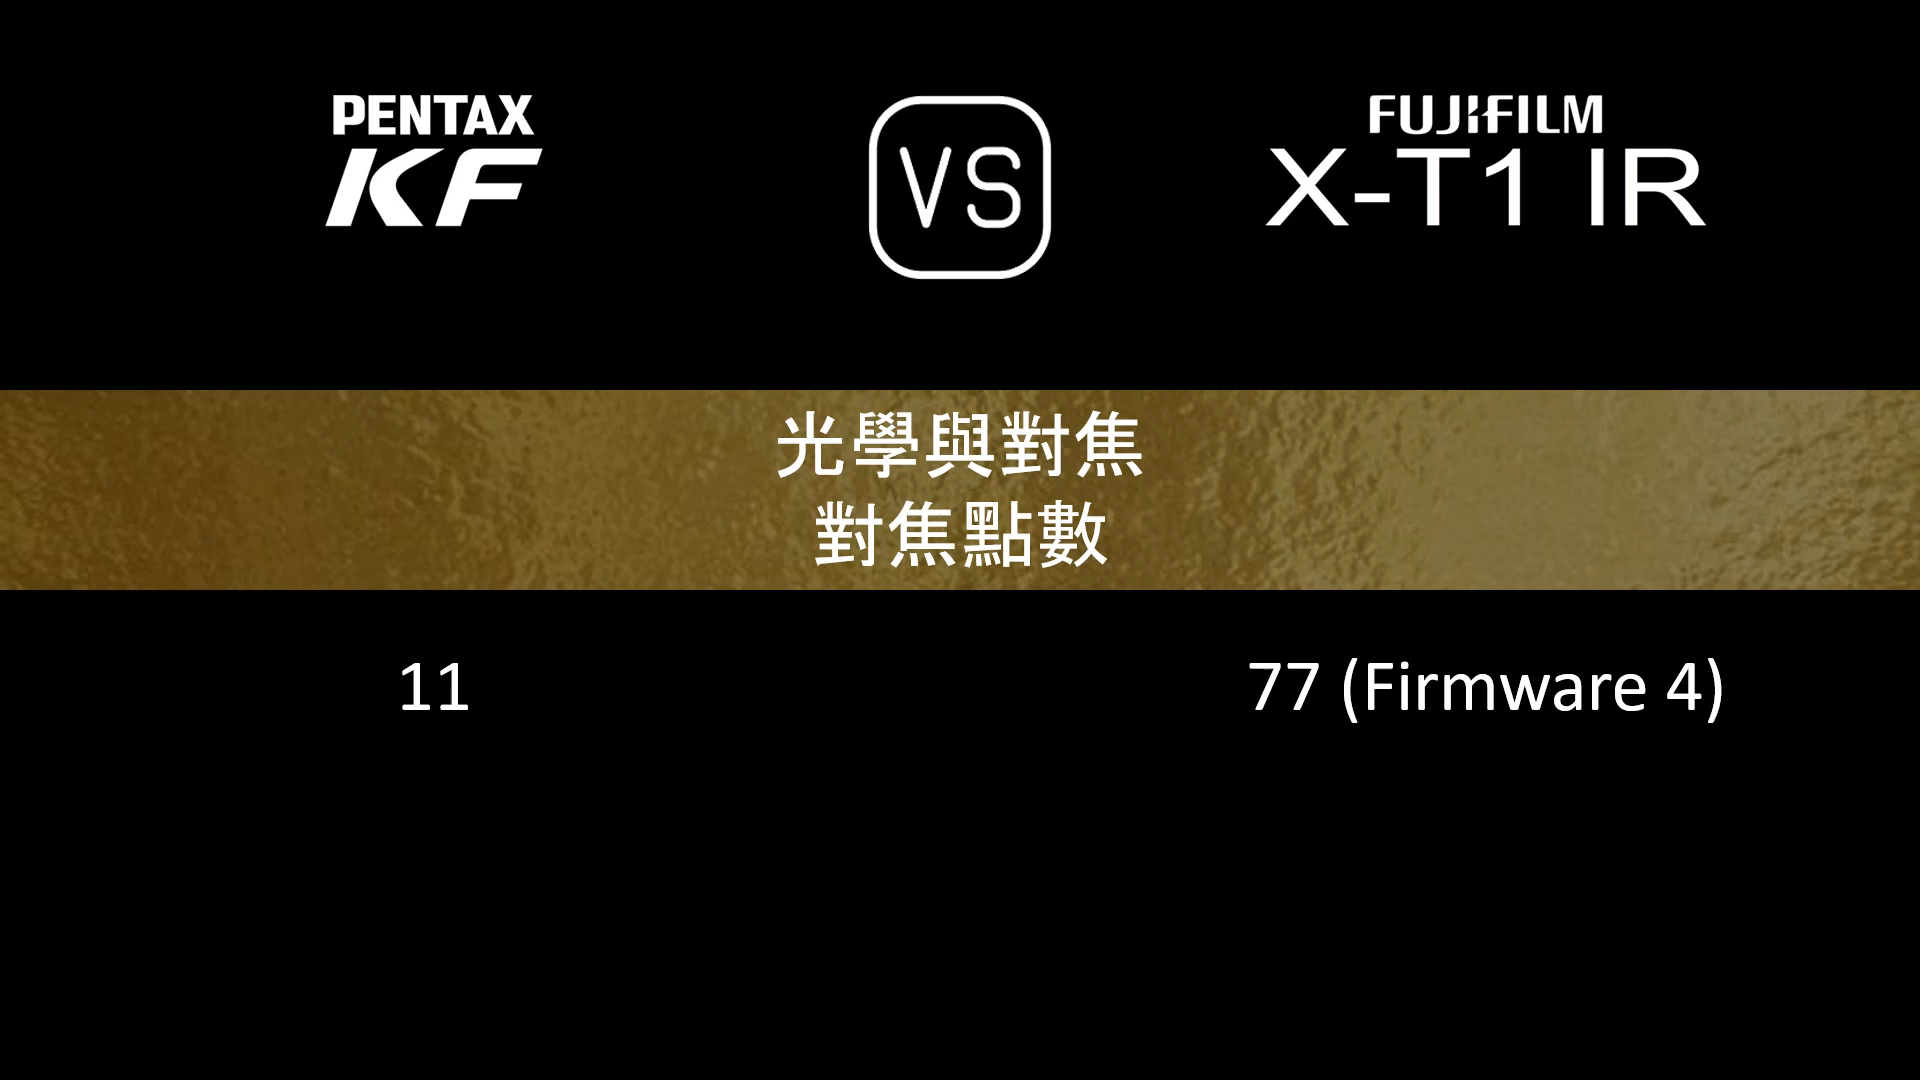 PENTAX
KF
VS
FUJIFILM
X-T1 IR
光學與對焦
對焦點數
11
77 (Firmware 4)